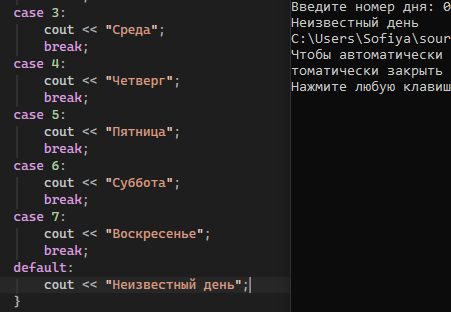 case 3:
cout << "Среда";
break;
case 4:
cout << "Четверг";
break;
case 5:
cout << "Пятница";
break;
case 6:
cout << "Суббота";
break;
case 7:
cout << "Воскресенье";
break;
default:
cout << "Неизвестный день";
}
Введите номер дня: 0
Неизвестный день
C:\Users\Sofiya\sour
Чтобы автоматически
томатически закрыть
Нажмите любую клавиш